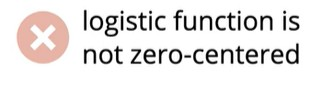 logistic function is
not zero-centered